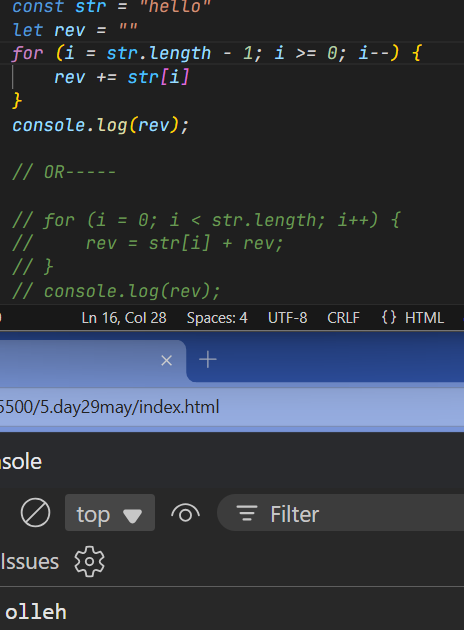 const str = "hello"
let rev = ""
for (i = str.length - 1; i >= 0; i--) {
    rev += str[i]
}
console.log(rev);
// OR-----
// for (i = 0; i < str.length; i++) {
//     rev = str[i] + rev;
// }
// console.log(rev);
Ln 16, Col 28 Spaces: 4 UTF-8 CRLF {} HTML
5500/5.day29may/index.html
sole
top Filter
Issues
olleh